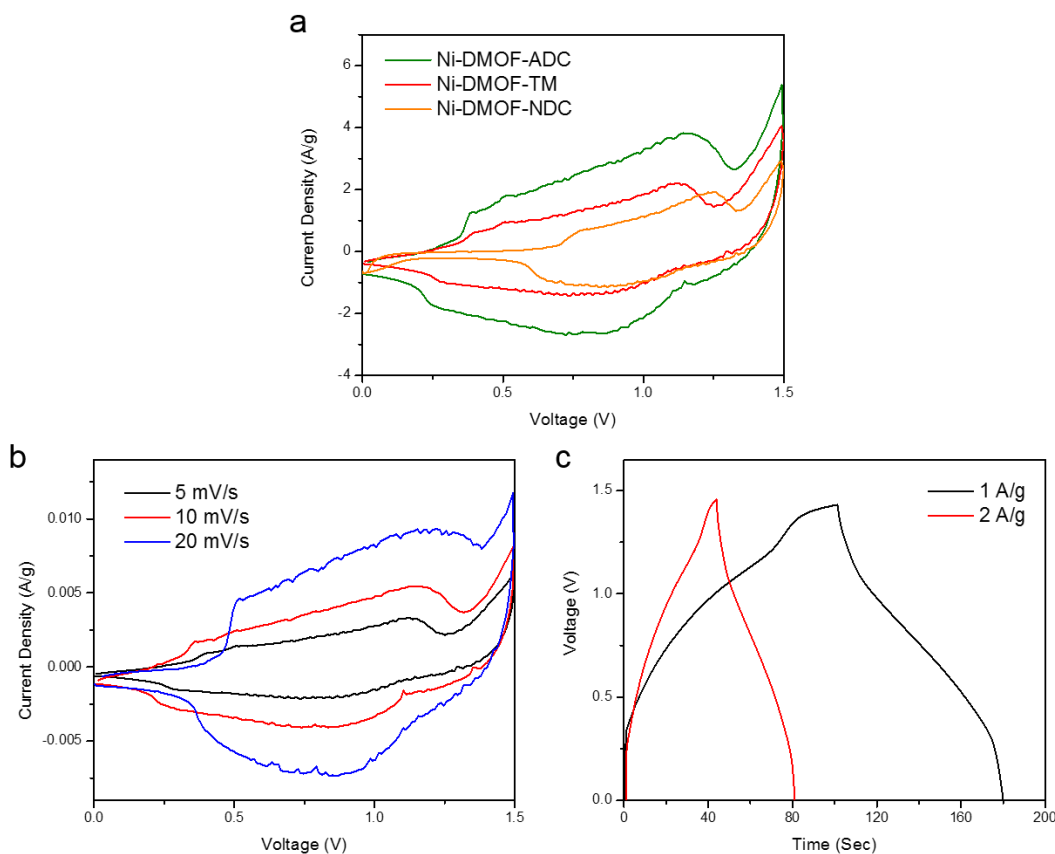 a
Ni-DMOF-ADC
Ni-DMOF-TM
Ni-DMOF-NDC
Current Density (A/g)
6
4
2
0
-2
-4
0.0 0.5 1.0 1.5
Voltage (V)
b
5 mV/s
10 mV/s
20 mV/s
Current Density (A/g)
0.010
0.005
0.000
-0.005
0.0 0.5 1.0 1.5
Voltage (V)
c
1 A/g
2 A/g
Voltage (V)
1.5
1.0
0.5
0.0
0 40 80 120 160 200
Time (Sec)